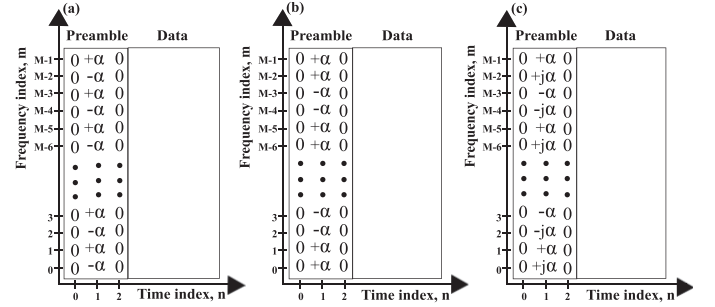 (a)
Preamble Data
Frequency index, m
M-1 0 +α 0
M-2 0 -α 0
M-3 0 +α 0
M-4 0 -α 0
M-5 0 +α 0
M-6 0 -α 0
3 0 +α 0
2 0 -α 0
1 0 +α 0
0 0 -α 0
0 1 2 Time index, n
(b)
Preamble Data
Frequency index, m
M-1 0 +α 0
M-2 0 +α 0
M-3 0 -α 0
M-4 0 -α 0
M-5 0 +α 0
M-6 0 +α 0
3 0 -α 0
2 0 -α 0
1 0 +α 0
0 0 +α 0
0 1 2 Time index, n
(c)
Preamble Data
Frequency index, m
M-1 0 +α 0
M-2 0 +jα 0
M-3 0 -α 0
M-4 0 -jα 0
M-5 0 +α 0
M-6 0 +jα 0
3 0 -α 0
2 0 -jα 0
1 0 +α 0
0 0 +jα 0
0 1 2 Time index, n